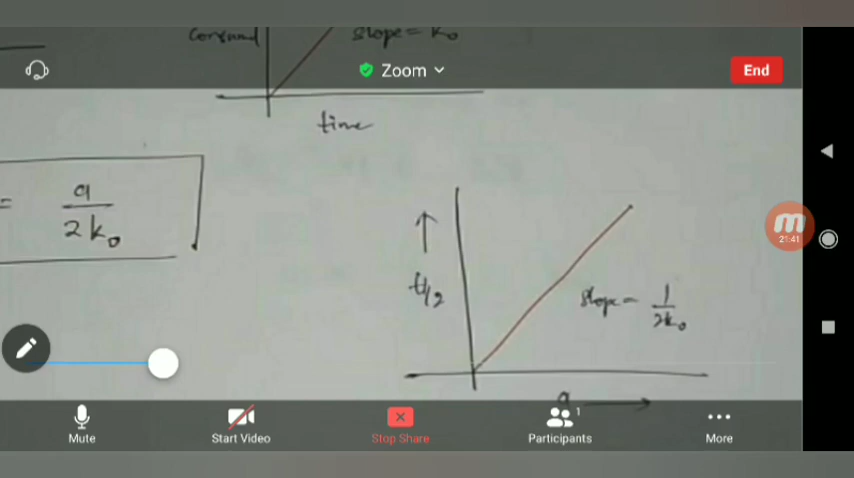 slope = k₀
Zoom
End
time
= a
2k₀
t1/2
slope = 1
2k₀
21:41
a
1
Mute
Start Video
Stop Share
Participants
More